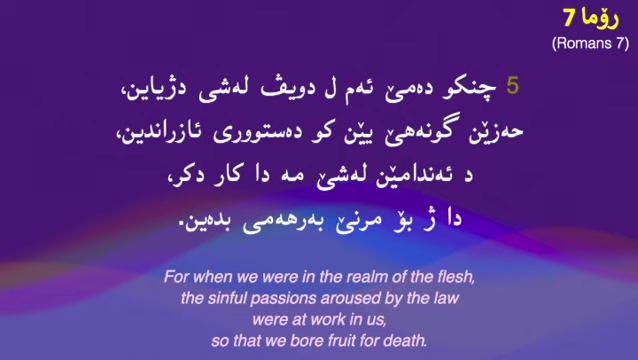 رۆما 7
(Romans 7)
5 چنکو دەمێ ئەم ل دویڤ لەشی دژیاین،
حەزێن گونەهێ یێن کو دەستووری ئازراندین،
د ئەندامێن لەشێ مە دا کار دکر،
دا ژ بۆ مرنێ بەرهەمی بدەین.
For when we were in the realm of the flesh,
the sinful passions aroused by the law
were at work in us,
so that we bore fruit for death.